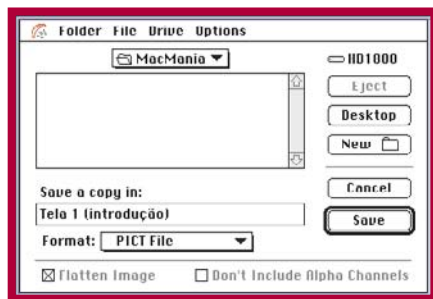 Folder File Drive Options
MacMania
HD1000
Eject
Desktop
New
Save a copy in:
Cancel
Tela 1 (introdução)
Save
Format: PICT File
Flatten Image Don't Include Alpha Channels